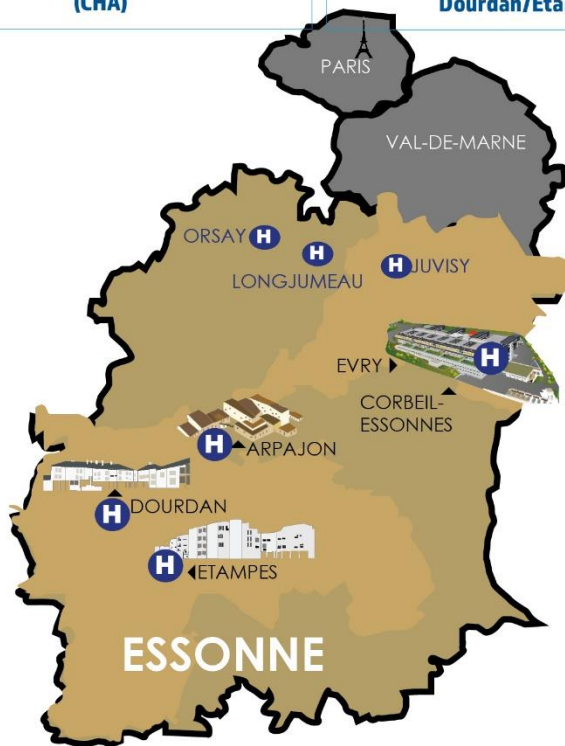 (CHA)
Dourdan/Eta
PARIS
VAL-DE-MARNE
ORSAY H
H
LONGJUMEAU
H JUVISY
H
EVRY
CORBEIL-
ESSONNES
H ARPAJON
DOURDAN
H
H ETAMPES
ESSONNE